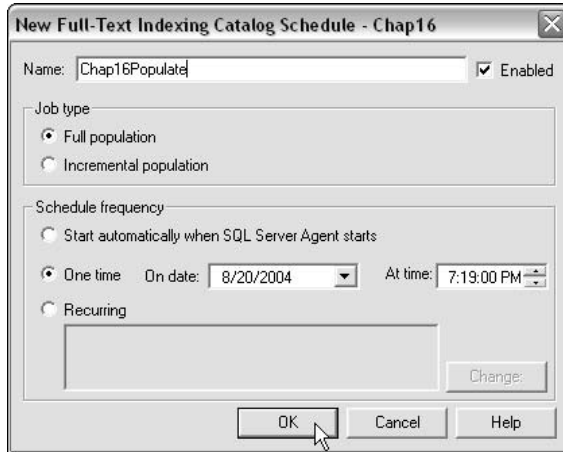 New Full-Text Indexing Catalog Schedule - Chap16
Name: Chap16Populate Enabled
Job type
Full population
Incremental population
Schedule frequency
Start automatically when SQL Server Agent starts
One time On date: 8/20/2004 At time: 7:19:00 PM
Recurring
Change:
OK Cancel Help